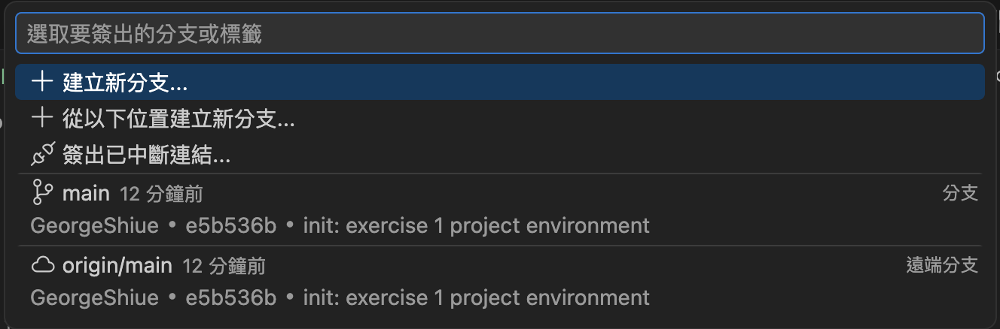 選取要簽出的分支或標籤
建立新分支...
從以下位置建立新分支...
簽出已中斷連結...
main 12 分鐘前 分支
GeorgeShiue • e5b536b • init: exercise 1 project environment
origin/main 12 分鐘前 遠端分支
GeorgeShiue • e5b536b • init: exercise 1 project environment